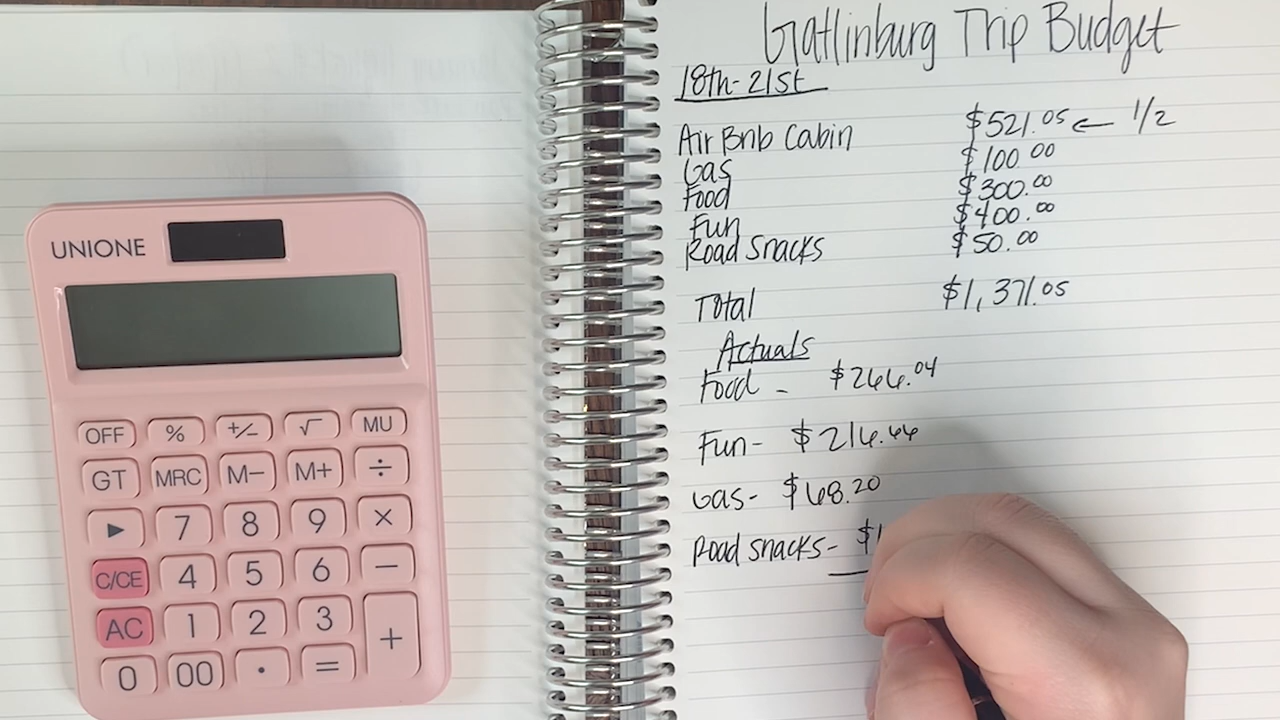 UNIONE
OFF % +/− √ MU
GT MRC M− M+ ÷
▶ 7 8 9 ×
C/CE 4 5 6 −
AC 1 2 3 +
0 00 · =
Gatlinburg Trip Budget
18th-21st
Air Bnb Cabin $521.05 ← 1/2
Gas $100.00
Food $300.00
Fun $400.00
Road Snacks $50.00
Total $1,371.05
Actuals
Food - $266.04
Fun- $216.66
Gas- $68.20
Road snacks-